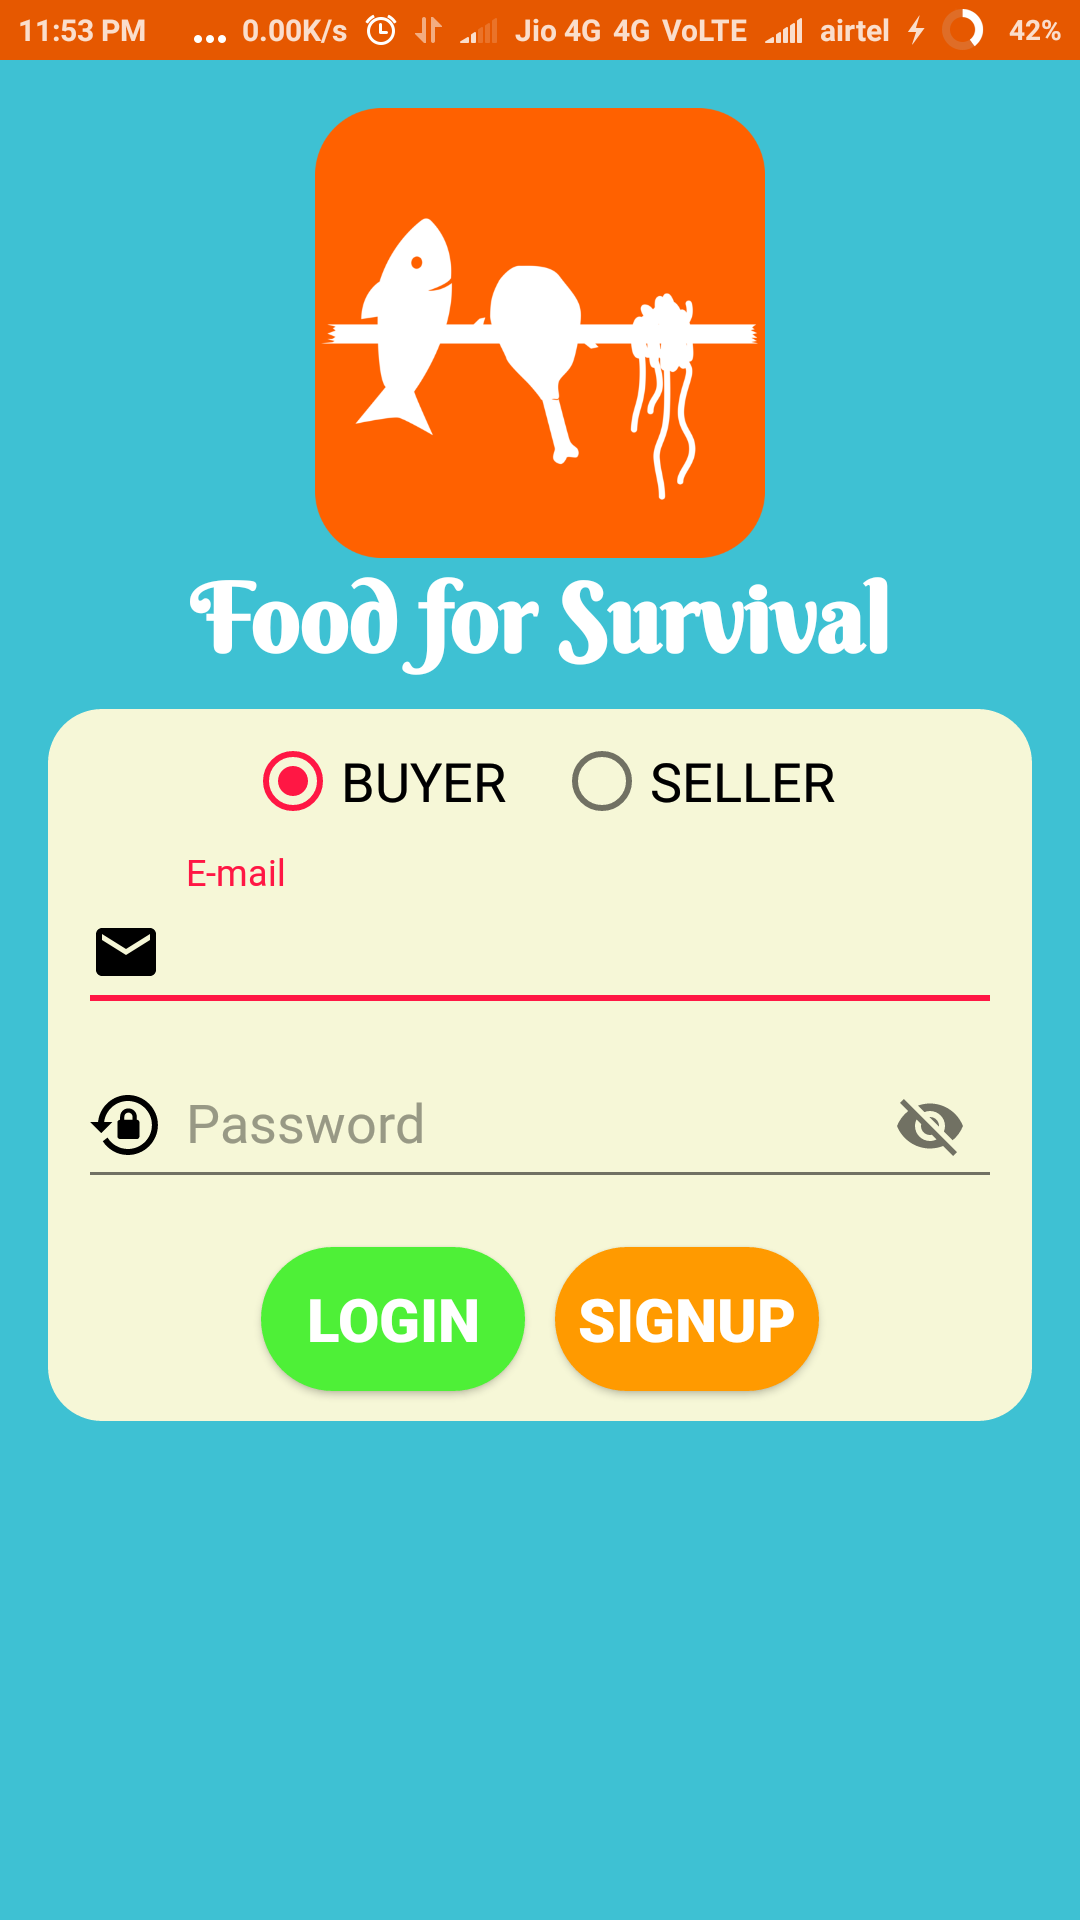 11:53 PM ... 0.00K/s Jio 4G 4G VoLTE airtel 42%
Food for Survival
BUYER SELLER
E-mail
Password
LOGIN SIGNUP